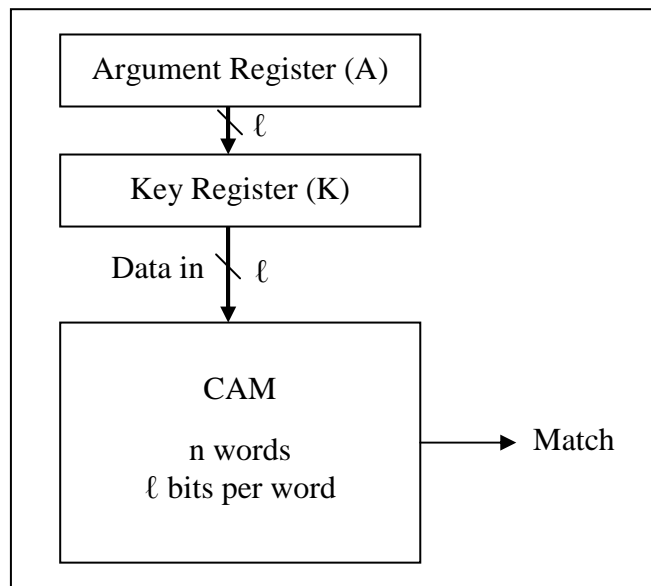 Argument Register (A)
ℓ
Key Register (K)
Data in ℓ
CAM
n words
ℓ bits per word
Match